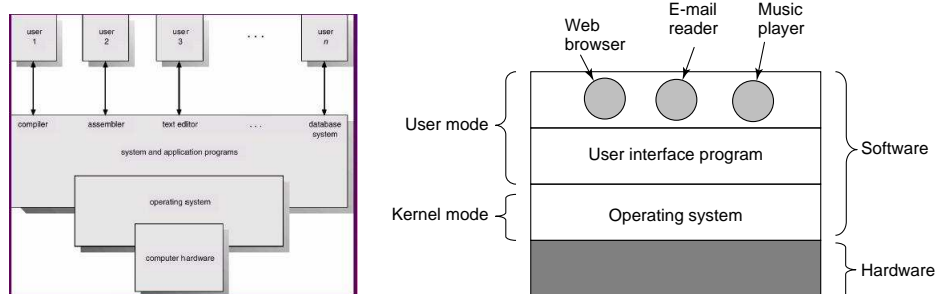 user
1
user
2
user
3
. . .
user
n
compiler
assembler
text editor
. . .
database
system
system and application programs
operating system
computer hardware
Web
browser
E-mail
reader
Music
player
User mode
User interface program
Software
Kernel mode
Operating system
Hardware